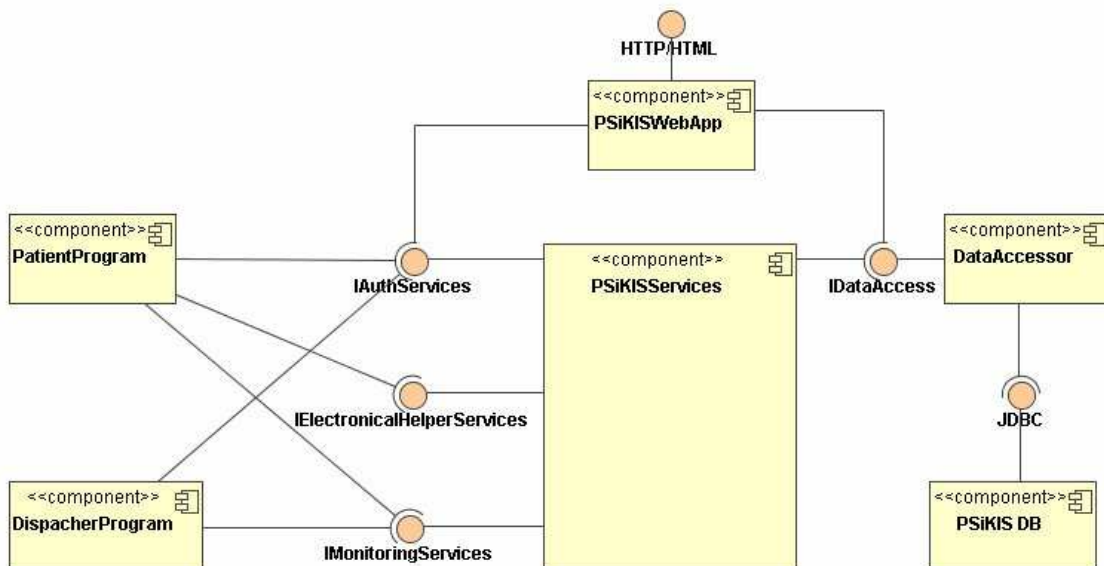 HTTP/HTML
<<component>>
PSiKISWebApp
<<component>>
PatientProgram
<<component>>
PSiKISServices
<<component>>
DataAccessor
IAuthServices
IDataAccess
IElectronicalHelperServices
JDBC
<<component>>
DispacherProgram
<<component>>
PSiKIS DB
IMonitoringServices